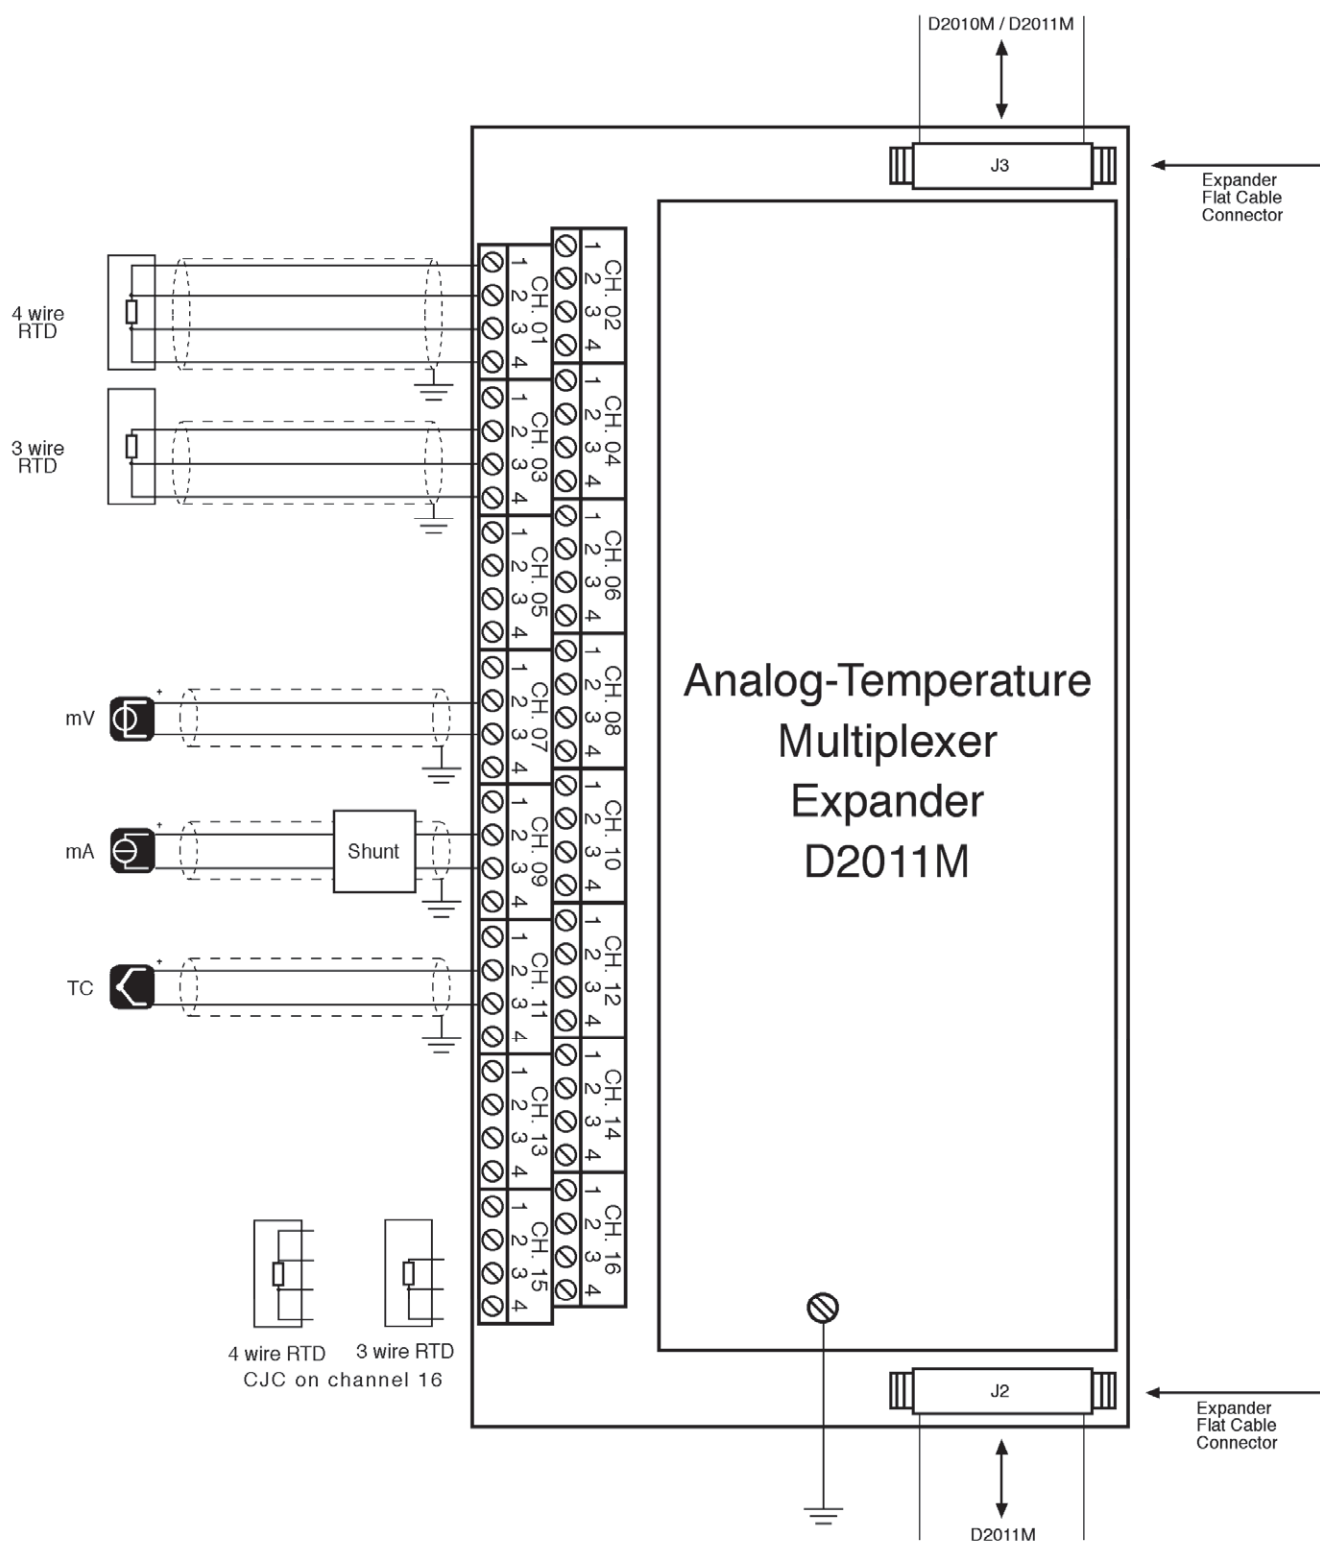 D2010M / D2011M
J3
Expander
Flat Cable
Connector
4 wire
RTD
3 wire
RTD
mV
+
mA
+
Shunt
TC
+
1
2
3
4
CH. 01
1
2
3
4
CH. 02
1
2
3
4
CH. 03
1
2
3
4
CH. 04
1
2
3
4
CH. 05
1
2
3
4
CH. 06
1
2
3
4
CH. 07
1
2
3
4
CH. 08
1
2
3
4
CH. 09
1
2
3
4
CH. 10
1
2
3
4
CH. 11
1
2
3
4
CH. 12
1
2
3
4
CH. 13
1
2
3
4
CH. 14
1
2
3
4
CH. 15
1
2
3
4
CH. 16
Analog-Temperature
Multiplexer
Expander
D2011M
4 wire RTD
3 wire RTD
CJC on channel 16
J2
Expander
Flat Cable
Connector
D2011M